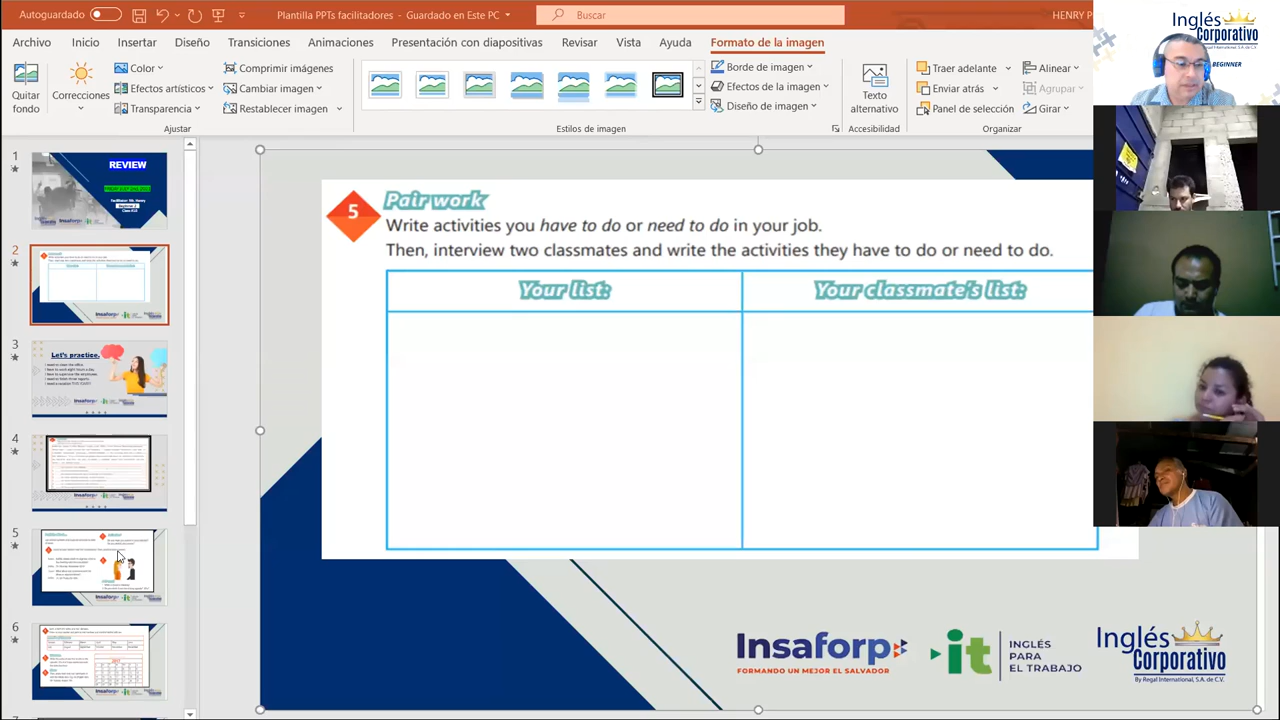 Autoguardado
Plantilla PPTs facilitadores - Guardado en Este PC
Buscar
HENRY P
Archivo Inicio Insertar Diseño Transiciones Animaciones Presentación con diapositivas Revisar Vista Ayuda Formato de la imagen
Quitar fondo
Correcciones
Color
Efectos artísticos
Transparencia
Comprimir imágenes
Cambiar imagen
Restablecer imagen
Ajustar
Estilos de imagen
Borde de imagen
Efectos de la imagen
Diseño de imagen
Texto alternativo
Accesibilidad
Traer adelante
Enviar atrás
Panel de selección
Alinear
Agrupar
Girar
Organizar
Inglés
Corporativo
BEGINNER
1
REVIEW
2
3
Let's practice.
4
5
6
5
Pair work
Write activities you have to do or need to do in your job.
Then, interview two classmates and write the activities they have to do or need to do.
Your list:
Your classmate's list:
Insaforp
FORMANDO UN MEJOR EL SALVADOR
it
INGLÉS
PARA
EL TRABAJO
Inglés
Corporativo
By Regal International, S.A. de C.V.